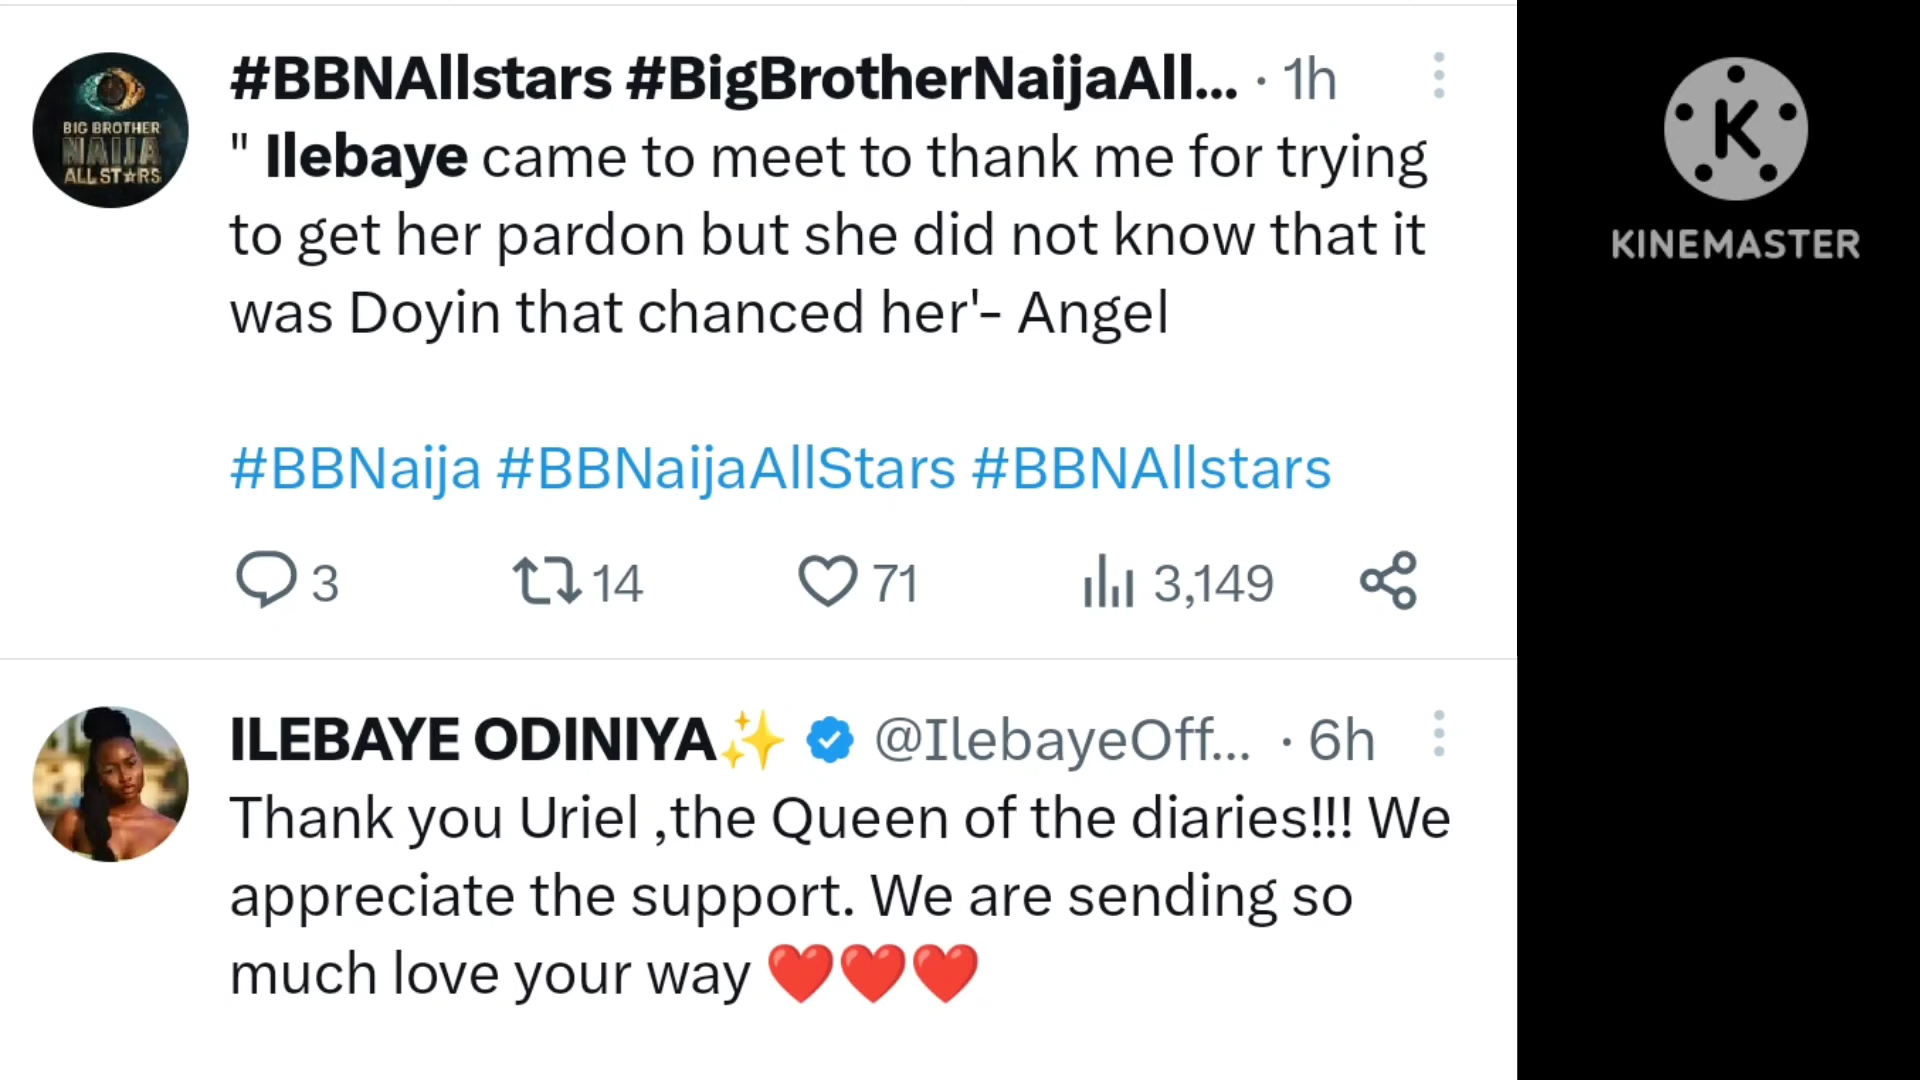 #BBNAllstars #BigBrotherNaijaAll... · 1h
BIG BROTHER
NAIJA
ALL ST☆RS
" Ilebaye came to meet to thank me for trying
to get her pardon but she did not know that it
was Doyin that chanced her'- Angel
#BBNaija #BBNaijaAllStars #BBNAllstars
3 14 71 3,149
ILEBAYE ODINIYA✨ @IlebayeOff... · 6h
Thank you Uriel ,the Queen of the diaries!!! We
appreciate the support. We are sending so
much love your way ❤️❤️❤️
K
KINEMASTER